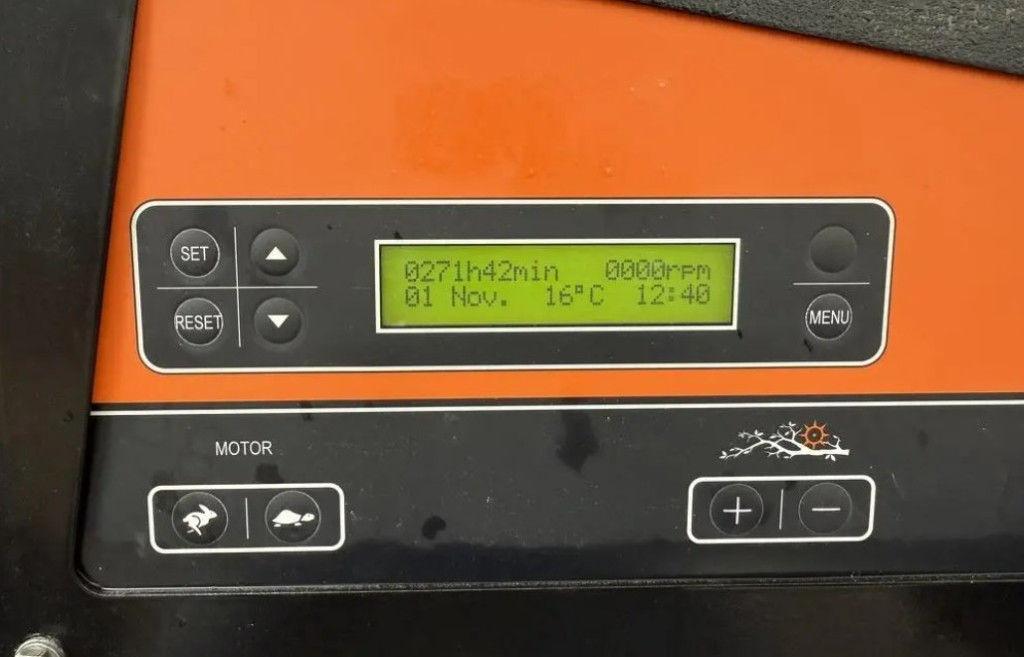 SET
RESET
0271h42min 0000rpm
01 Nov. 16°C 12:40
MENU
MOTOR
+ −